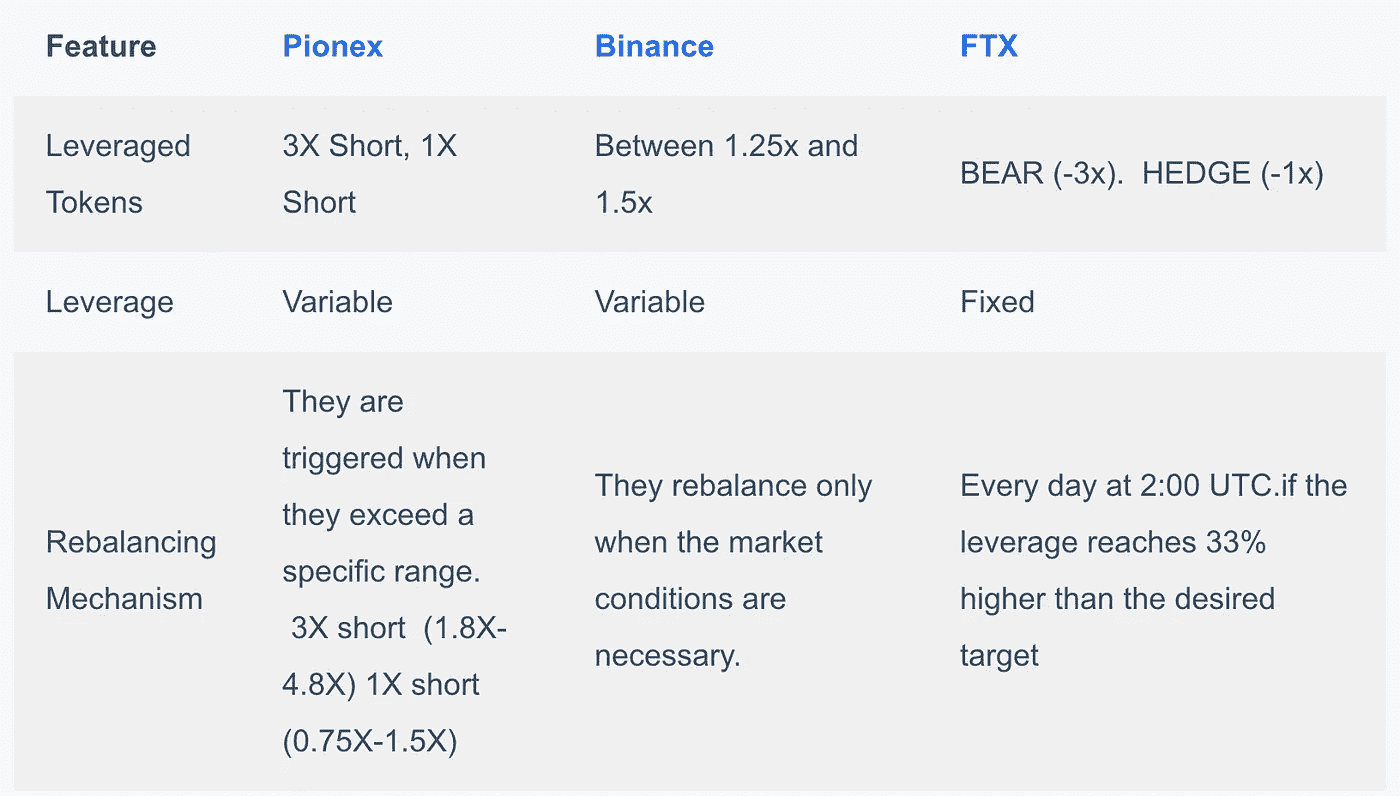 Feature Pionex Binance FTX
Leveraged
Tokens
3X Short, 1X
Short
Between 1.25x and
1.5x
BEAR (-3x).  HEDGE (-1x)
Leverage Variable Variable Fixed
Rebalancing
Mechanism
They are
triggered when
they exceed a
specific range.
3X short  (1.8X-
4.8X) 1X short
(0.75X-1.5X)
They rebalance only
when the market
conditions are
necessary.
Every day at 2:00 UTC.if the
leverage reaches 33%
higher than the desired
target